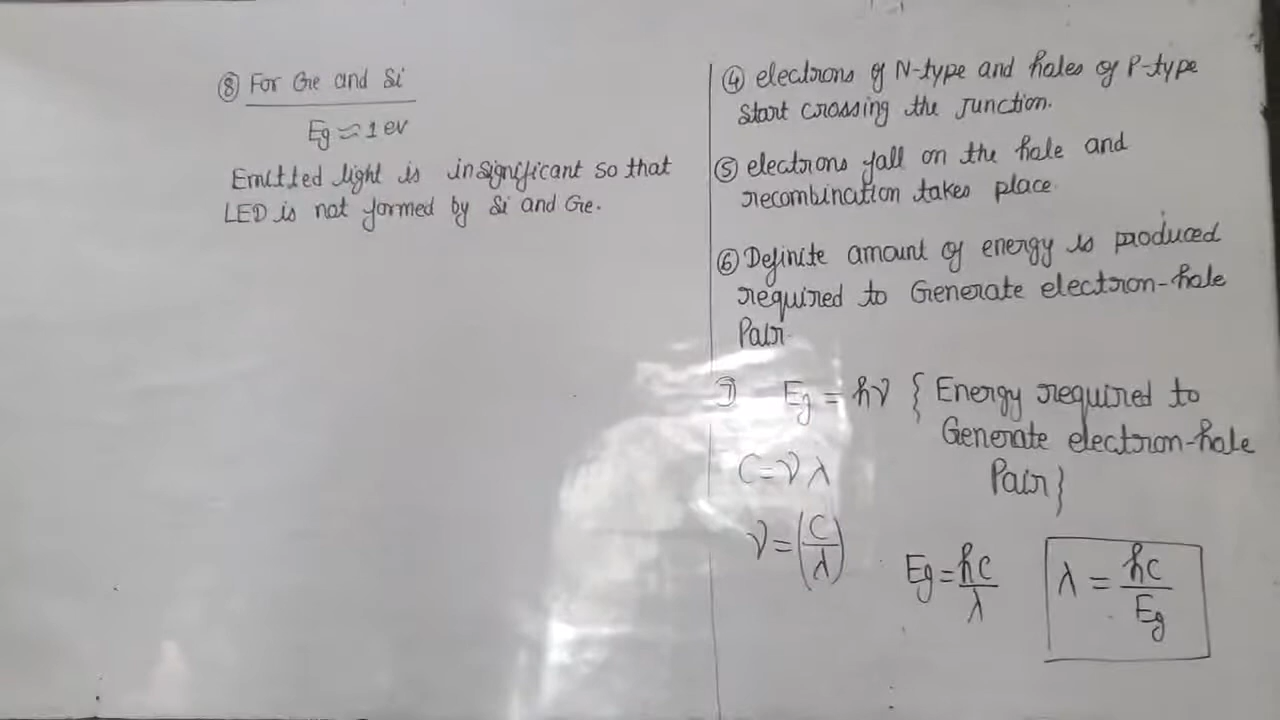 ⑧ For Ge and Si
Eg ≃ 1 ev
Emitted light is insignificant so that
LED is not formed by Si and Ge.
④ electrons of N-type and holes of P-type
start crossing the Junction.
⑤ electrons fall on the hole and
recombination takes place.
⑥ Definite amount of energy is produced
required to Generate electron-hole
Pair.
⑦ Eg = hν { Energy required to
Generate electron-hole
Pair }
C = ν λ
ν = (C/λ)
Eg = hc/λ
λ = hc/Eg